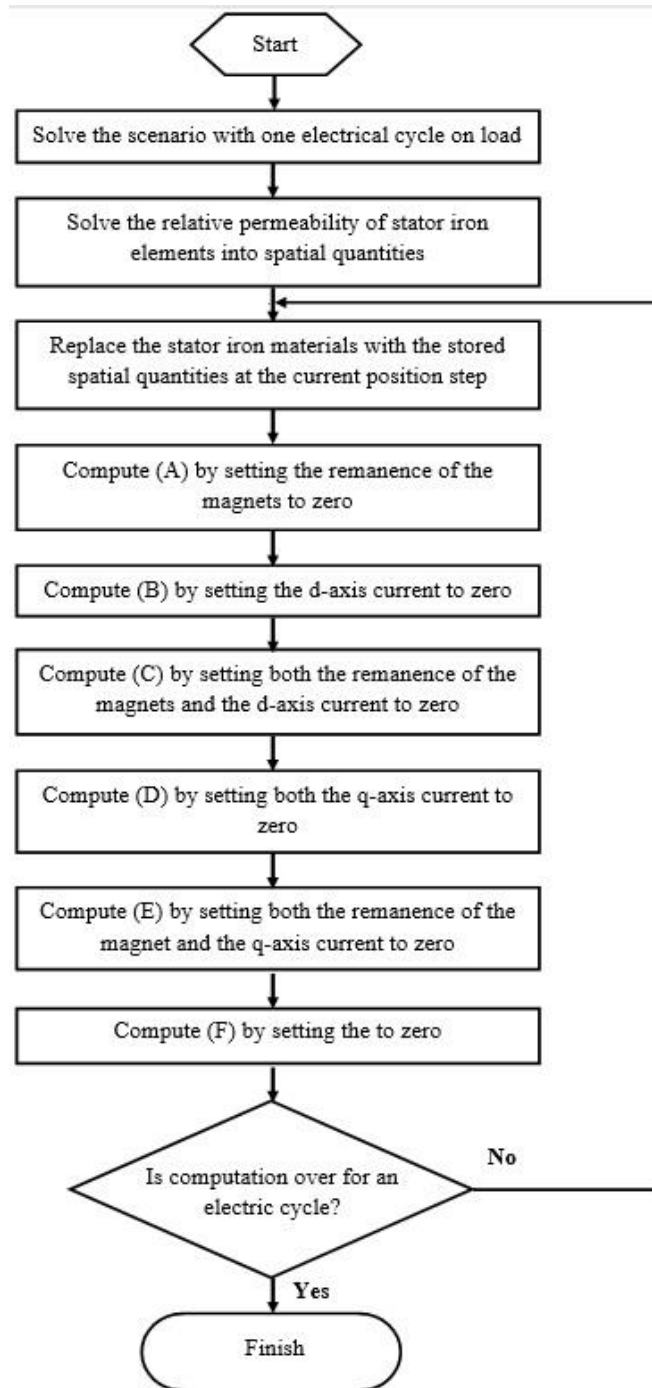 Start
Solve the scenario with one electrical cycle on load
Solve the relative permeability of stator iron
elements into spatial quantities
Replace the stator iron materials with the stored
spatial quantities at the current position step
Compute (A) by setting the remanence of the
magnets to zero
Compute (B) by setting the d-axis current to zero
Compute (C) by setting both the remanence of the
magnets and the d-axis current to zero
Compute (D) by setting both the q-axis current to
zero
Compute (E) by setting both the remanence of the
magnet and the q-axis current to zero
Compute (F) by setting the to zero
Is computation over for an
electric cycle?
No
Yes
Finish